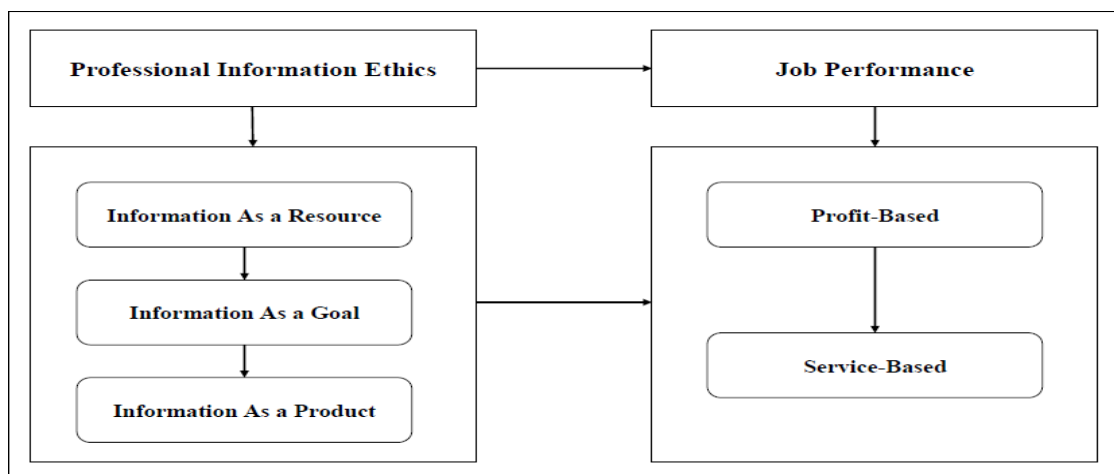 Professional Information Ethics
Job Performance
Information As a Resource
Information As a Goal
Information As a Product
Profit-Based
Service-Based